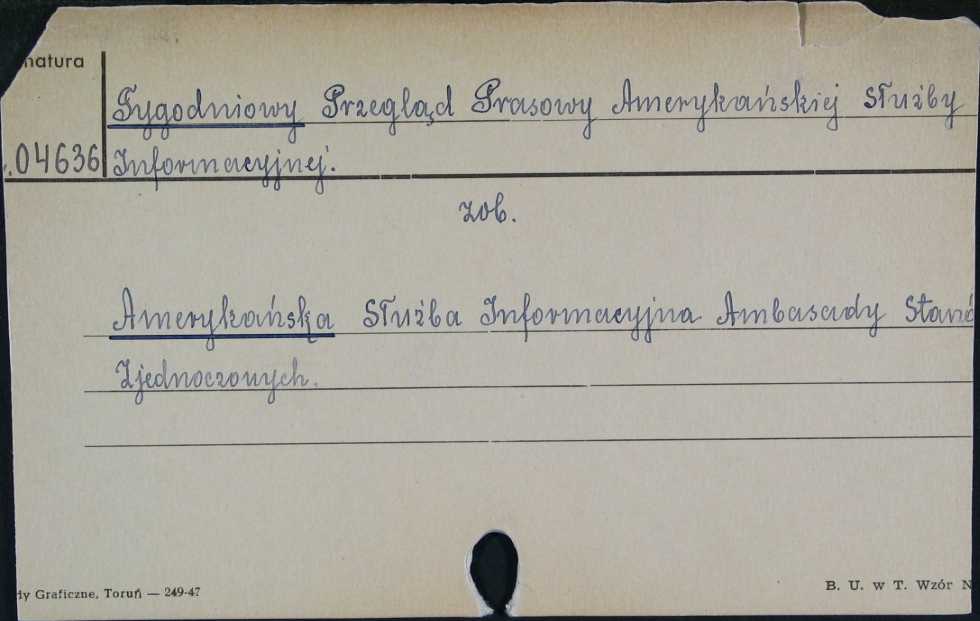 natura
Tygodniowy Przegląd Prasowy Amerykańskiej Służby
.04636 Informacyjnej.
zob.
Amerykańska Służba Informacyjna Ambasady Stanó
Zjednoczonych.
dy Graficzne, Toruń — 249-47
B. U. w T. Wzór N